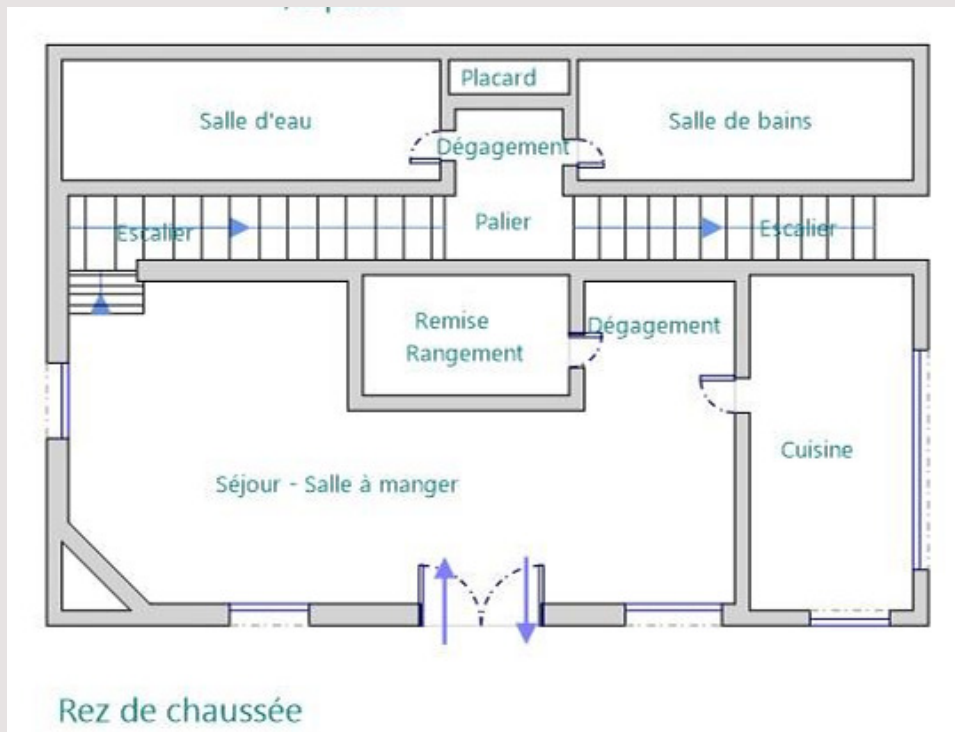 Placard
Salle d'eau
Salle de bains
Dégagement
Escalier
Palier
Escalier
Remise
Rangement
Dégagement
Cuisine
Séjour - Salle à manger
Rez de chaussée